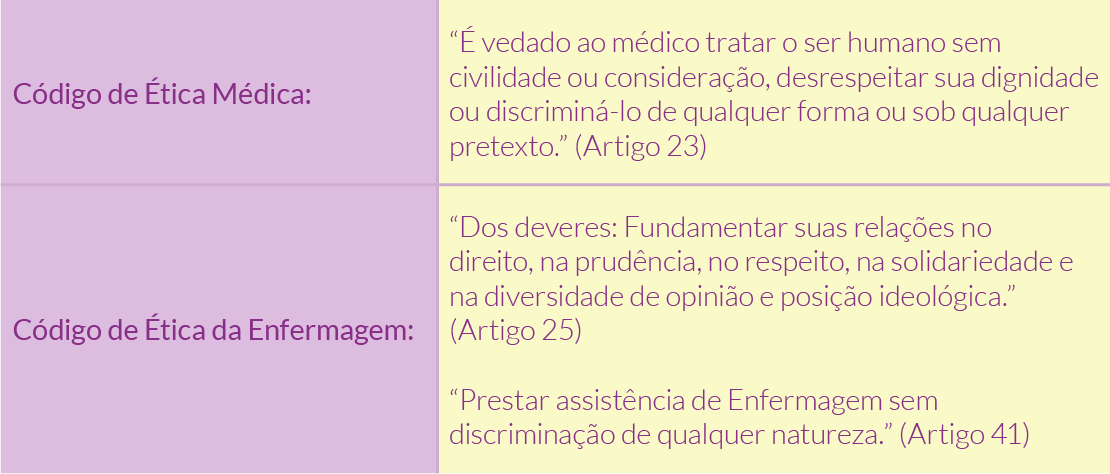 Código de Ética Médica:
“É vedado ao médico tratar o ser humano sem
civilidade ou consideração, desrespeitar sua dignidade
ou discriminá-lo de qualquer forma ou sob qualquer
pretexto.” (Artigo 23)
Código de Ética da Enfermagem:
“Dos deveres: Fundamentar suas relações no
direito, na prudência, no respeito, na solidariedade e
na diversidade de opinião e posição ideológica.”
(Artigo 25)
“Prestar assistência de Enfermagem sem
discriminação de qualquer natureza.” (Artigo 41)